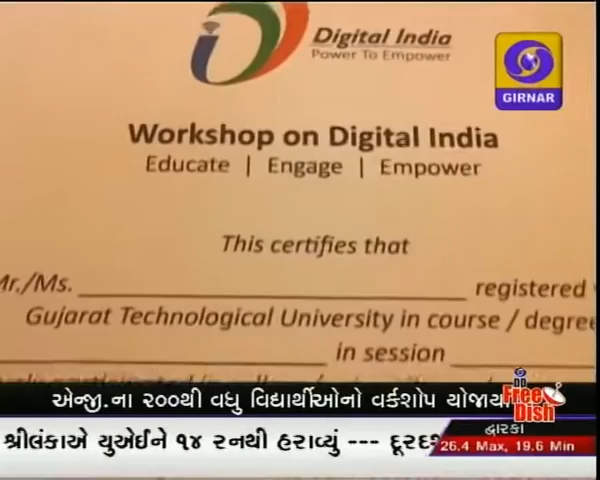 Digital India
Power To Empower
GIRNAR
Workshop on Digital India
Educate | Engage | Empower
This certifies that
Mr./Ms. registered
Gujarat Technological University in course / degree
in session
એન્જી.ના ૨૦૦થી વધુ વિદ્યાર્થીઓનો વર્કશોપ યોજાય
DD Free Dish
શ્રીલંકાએ યુએઈને ૧૪ રનથી હરાવ્યું --- દૂરદર્શ
દ્વારકા
26.4 Max, 19.6 Min